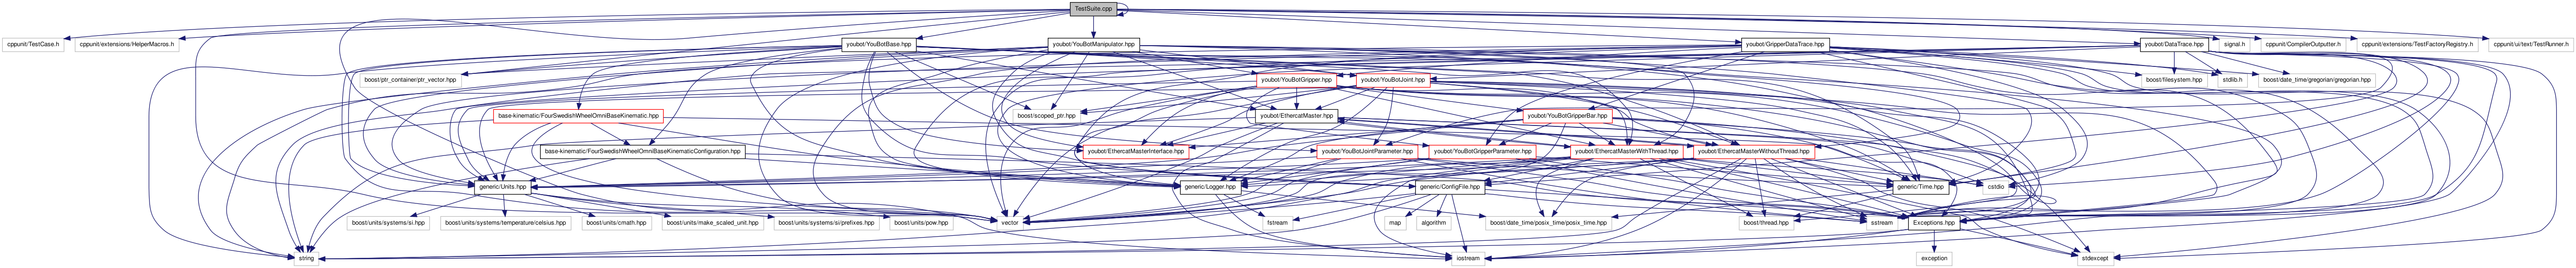 TestSuite.cpp
cppunit/TestCase.h
cppunit/extensions/HelperMacros.h
youbot/YouBotBase.hpp
youbot/YouBotManipulator.hpp
youbot/GripperDataTrace.hpp
youbot/DataTrace.hpp
signal.h
cppunit/CompilerOutputter.h
cppunit/extensions/TestFactoryRegistry.h
cppunit/ui/text/TestRunner.h
boost/ptr_container/ptr_vector.hpp
youbot/YouBotGripper.hpp
youbot/YouBotJoint.hpp
boost/filesystem.hpp
stdlib.h
boost/date_time/gregorian/gregorian.hpp
base-kinematic/FourSwedishWheelOmniBaseKinematic.hpp
boost/scoped_ptr.hpp
youbot/EthercatMaster.hpp
youbot/YouBotGripperBar.hpp
base-kinematic/FourSwedishWheelOmniBaseKinematicConfiguration.hpp
youbot/EthercatMasterInterface.hpp
youbot/YouBotJointParameter.hpp
youbot/YouBotGripperParameter.hpp
youbot/EthercatMasterWithThread.hpp
youbot/EthercatMasterWithoutThread.hpp
generic/Units.hpp
generic/Logger.hpp
generic/ConfigFile.hpp
generic/Time.hpp
cstdio
boost/units/systems/si.hpp
boost/units/systems/temperature/celsius.hpp
boost/units/cmath.hpp
boost/units/make_scaled_unit.hpp
boost/units/systems/si/prefixes.hpp
boost/units/pow.hpp
vector
fstream
map
algorithm
boost/date_time/posix_time/posix_time.hpp
boost/thread.hpp
sstream
Exceptions.hpp
string
iostream
exception
stdexcept